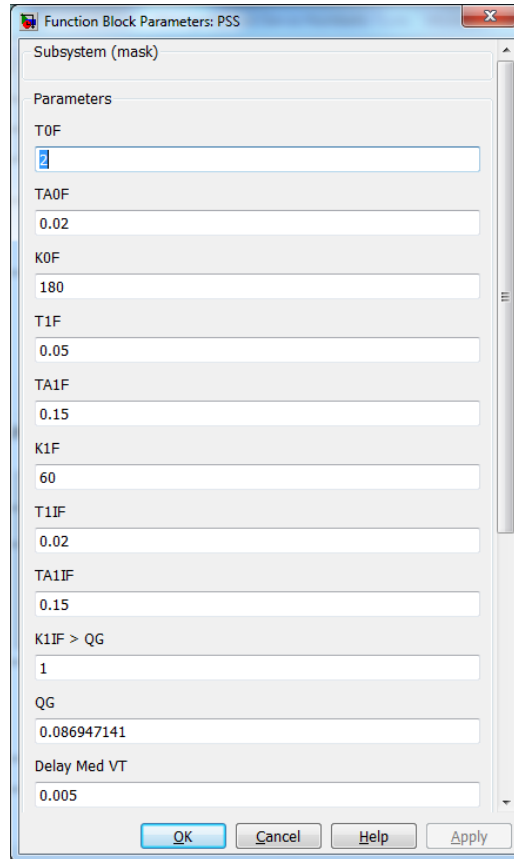 Function Block Parameters: PSS
Subsystem (mask)
Parameters
T0F
2
TA0F
0.02
K0F
180
T1F
0.05
TA1F
0.15
K1F
60
T1IF
0.02
TA1IF
0.15
K1IF > QG
1
QG
0.086947141
Delay Med VT
0.005
OK Cancel Help Apply